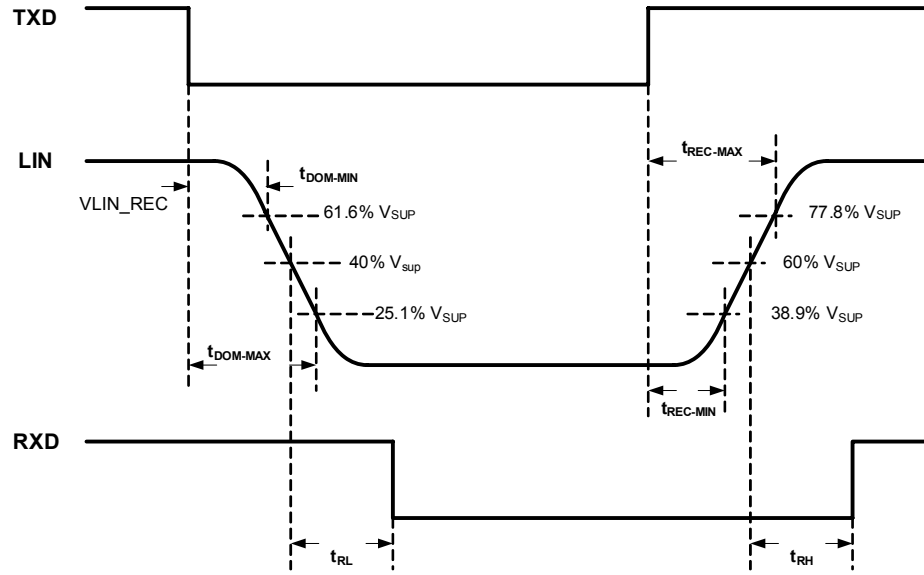 TXD
LIN
tREC-MAX
tDOM-MIN
VLIN_REC
61.6% VSUP
77.8% VSUP
40% Vsup
60% VSUP
25.1% VSUP
38.9% VSUP
tDOM-MAX
tREC-MIN
RXD
tRL
tRH